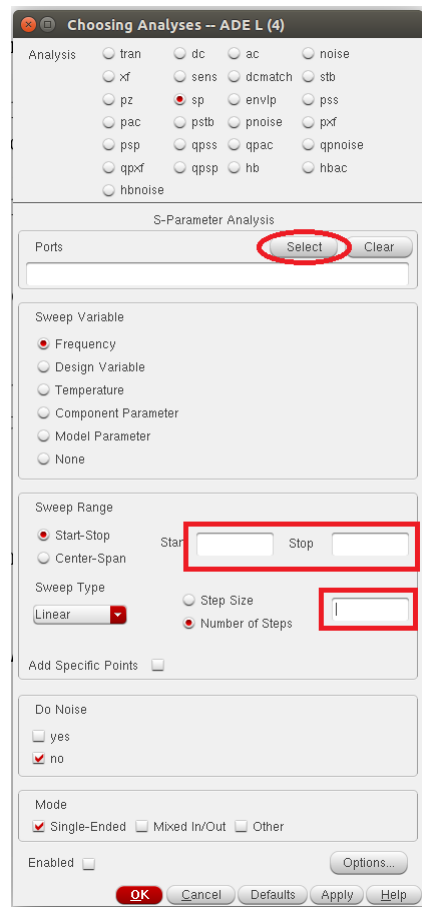 Choosing Analyses -- ADE L (4)
Analysis tran dc ac noise
xf sens dcmatch stb
pz sp envlp pss
pac pstb pnoise pxf
psp qpss qpac qpnoise
qpxf qpsp hb hbac
hbnoise
S-Parameter Analysis
Ports Select Clear
Sweep Variable
Frequency
Design Variable
Temperature
Component Parameter
Model Parameter
None
Sweep Range
Start-Stop Star Stop
Center-Span
Sweep Type
Linear Step Size
Number of Steps
Add Specific Points
Do Noise
yes
no
Mode
Single-Ended Mixed In/Out Other
Enabled Options...
OK Cancel Defaults Apply Help